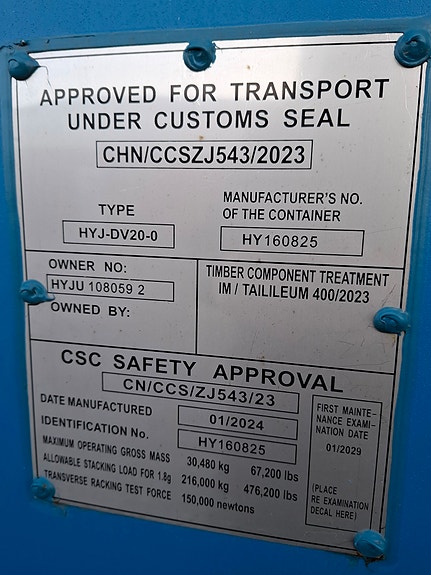 APPROVED FOR TRANSPORT
UNDER CUSTOMS SEAL
CHN/CCSZJ543/2023
TYPE
HYJ-DV20-0
MANUFACTURER'S NO.
OF THE CONTAINER
HY160825
OWNER NO:
HYJU 108059 2
OWNED BY:
TIMBER COMPONENT TREATMENT
IM / TAILILEUM 400/2023
CSC SAFETY APPROVAL
CN/CCS/ZJ543/23
DATE MANUFACTURED 01/2024
IDENTIFICATION No. HY160825
MAXIMUM OPERATING GROSS MASS 30,480 kg 67,200 lbs
ALLOWABLE STACKING LOAD FOR 1.8g 216,000 kg 476,200 lbs
TRANSVERSE RACKING TEST FORCE 150,000 newtons
FIRST MAINTE-
NANCE EXAMI-
NATION DATE
01/2029
(PLACE
RE EXAMINATION
DECAL HERE)